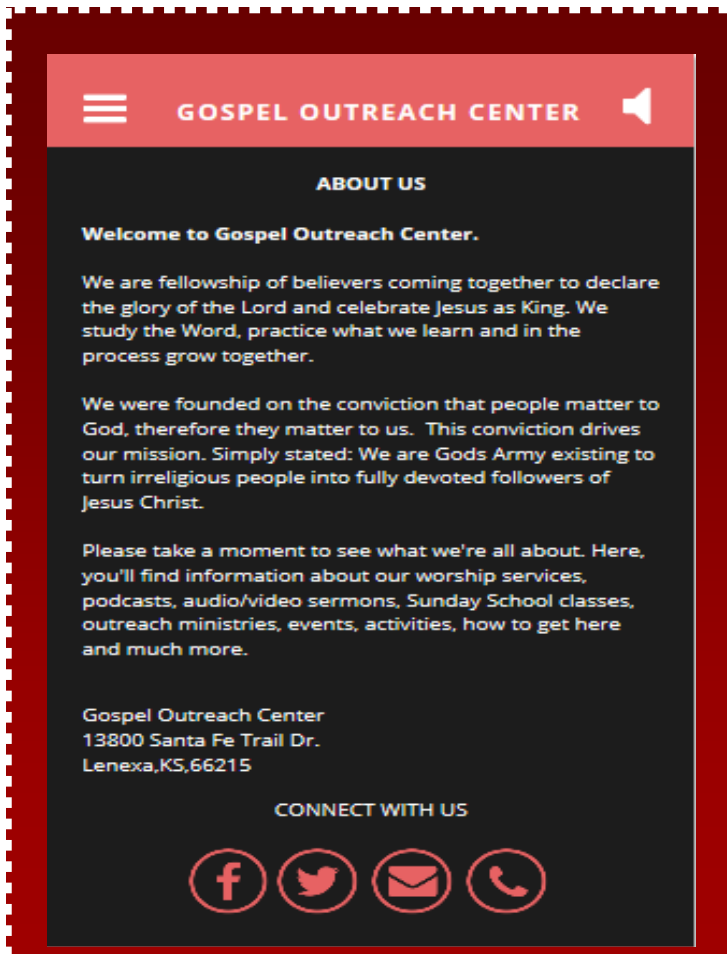 GOSPEL OUTREACH CENTER
ABOUT US
Welcome to Gospel Outreach Center.
We are fellowship of believers coming together to declare
the glory of the Lord and celebrate Jesus as King. We
study the Word, practice what we learn and in the
process grow together.
We were founded on the conviction that people matter to
God, therefore they matter to us.  This conviction drives
our mission. Simply stated: We are Gods Army existing to
turn irreligious people into fully devoted followers of
Jesus Christ.
Please take a moment to see what we're all about. Here,
you'll find information about our worship services,
podcasts, audio/video sermons, Sunday School classes,
outreach ministries, events, activities, how to get here
and much more.
Gospel Outreach Center
13800 Santa Fe Trail Dr.
Lenexa,KS,66215
CONNECT WITH US